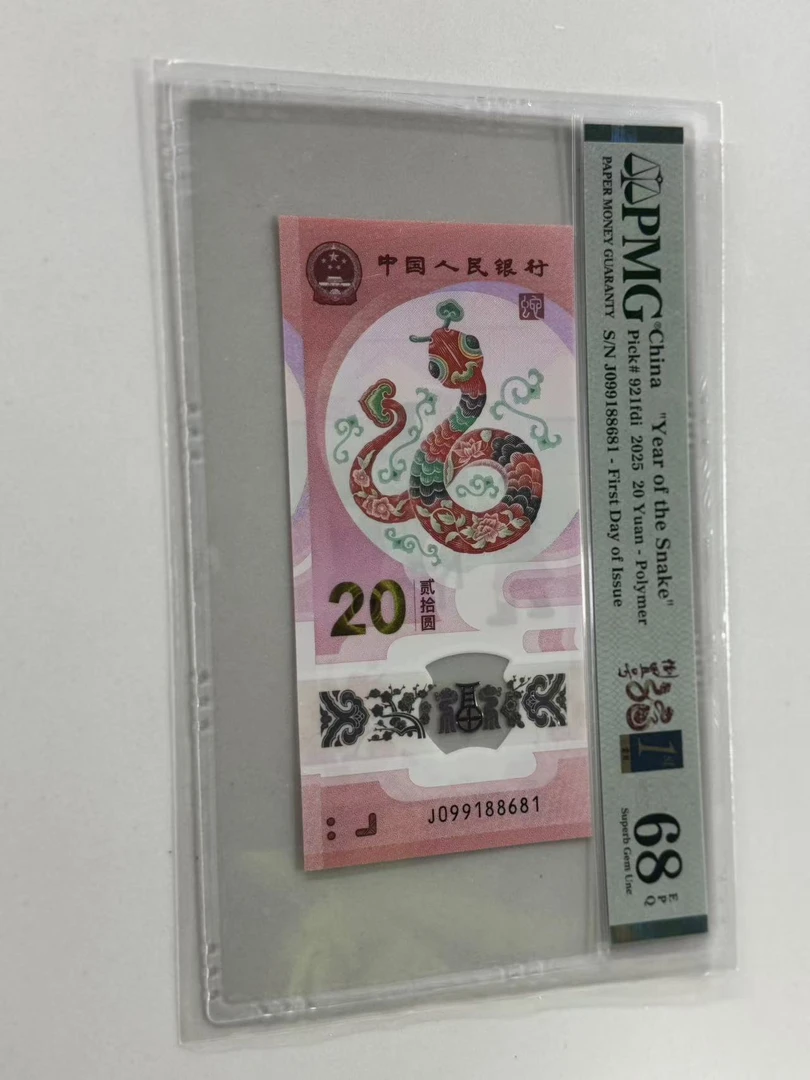 中国人民银行
20
贰拾圆
J099188681
PMG
PAPER MONEY GUARANTY
China "Year of the Snake"
Pick# 921fdi 2025 20 Yuan - Polymer
S/N J099188681 - First Day of Issue
1st
68
EPQ
Superb Gem Unc